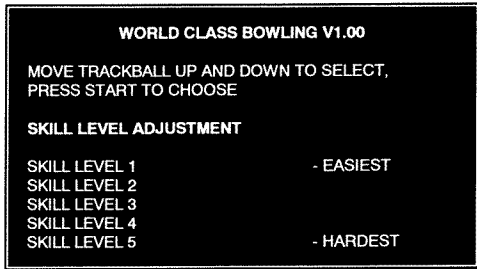 WORLD CLASS BOWLING V1.00
MOVE TRACKBALL UP AND DOWN TO SELECT,
PRESS START TO CHOOSE
SKILL LEVEL ADJUSTMENT
SKILL LEVEL 1 - EASIEST
SKILL LEVEL 2
SKILL LEVEL 3
SKILL LEVEL 4
SKILL LEVEL 5 - HARDEST